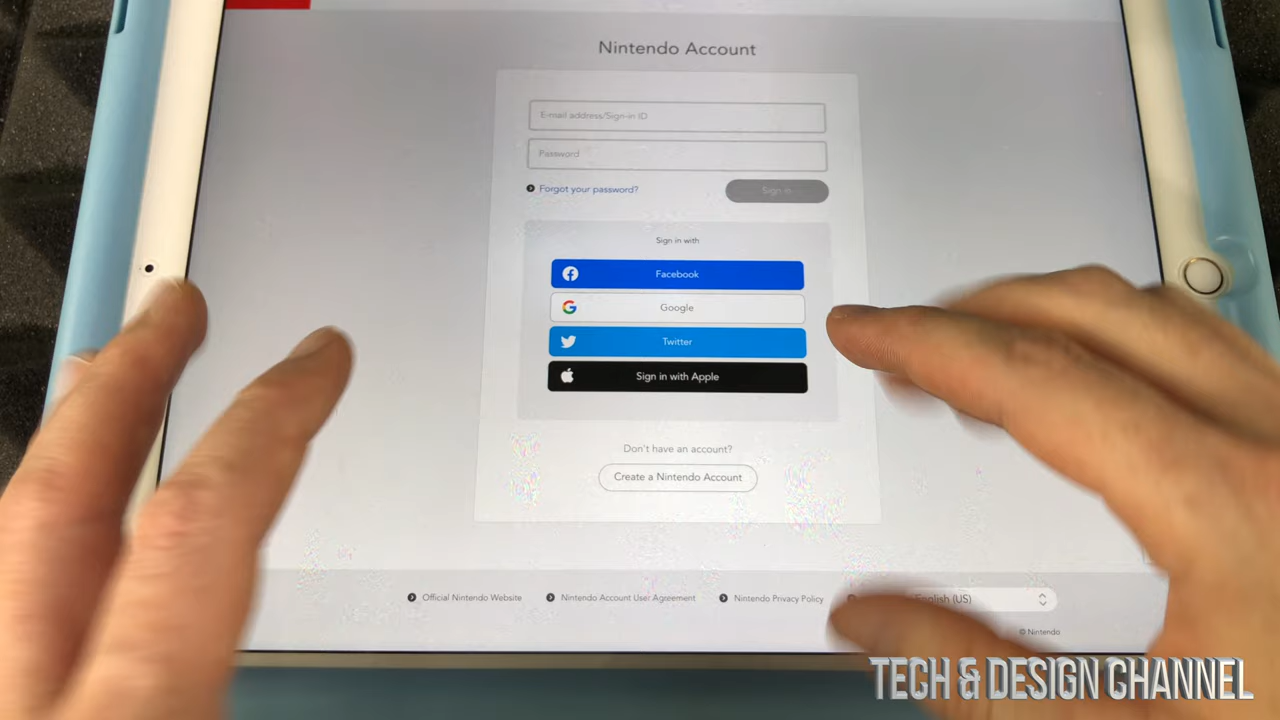 Nintendo Account
E-mail address/Sign-in ID
Password
Forgot your password?
Sign in
Sign in with
Facebook
Google
Twitter
Sign in with Apple
Don't have an account?
Create a Nintendo Account
Official Nintendo Website
Nintendo Account User Agreement
Nintendo Privacy Policy
English (US)
© Nintendo
TECH & DESIGN CHANNEL